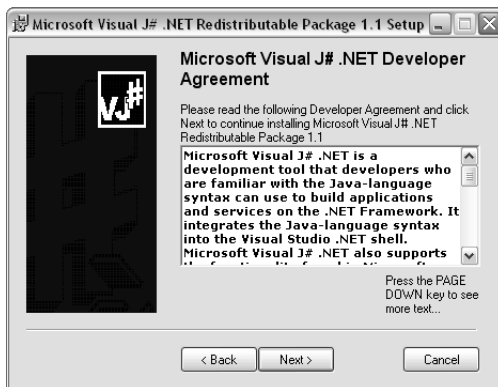 Microsoft Visual J# .NET Redistributable Package 1.1 Setup
VJ#
Microsoft Visual J# .NET Developer
Agreement
Please read the following Developer Agreement and click
Next to continue installing Microsoft Visual J# .NET
Redistributable Package 1.1
Microsoft Visual J# .NET is a
development tool that developers who
are familiar with the Java-language
syntax can use to build applications
and services on the .NET Framework. It
integrates the Java-language syntax
into the Visual Studio .NET shell.
Microsoft Visual J# .NET also supports
Press the PAGE
DOWN key to see
more text...
< Back
Next >
Cancel